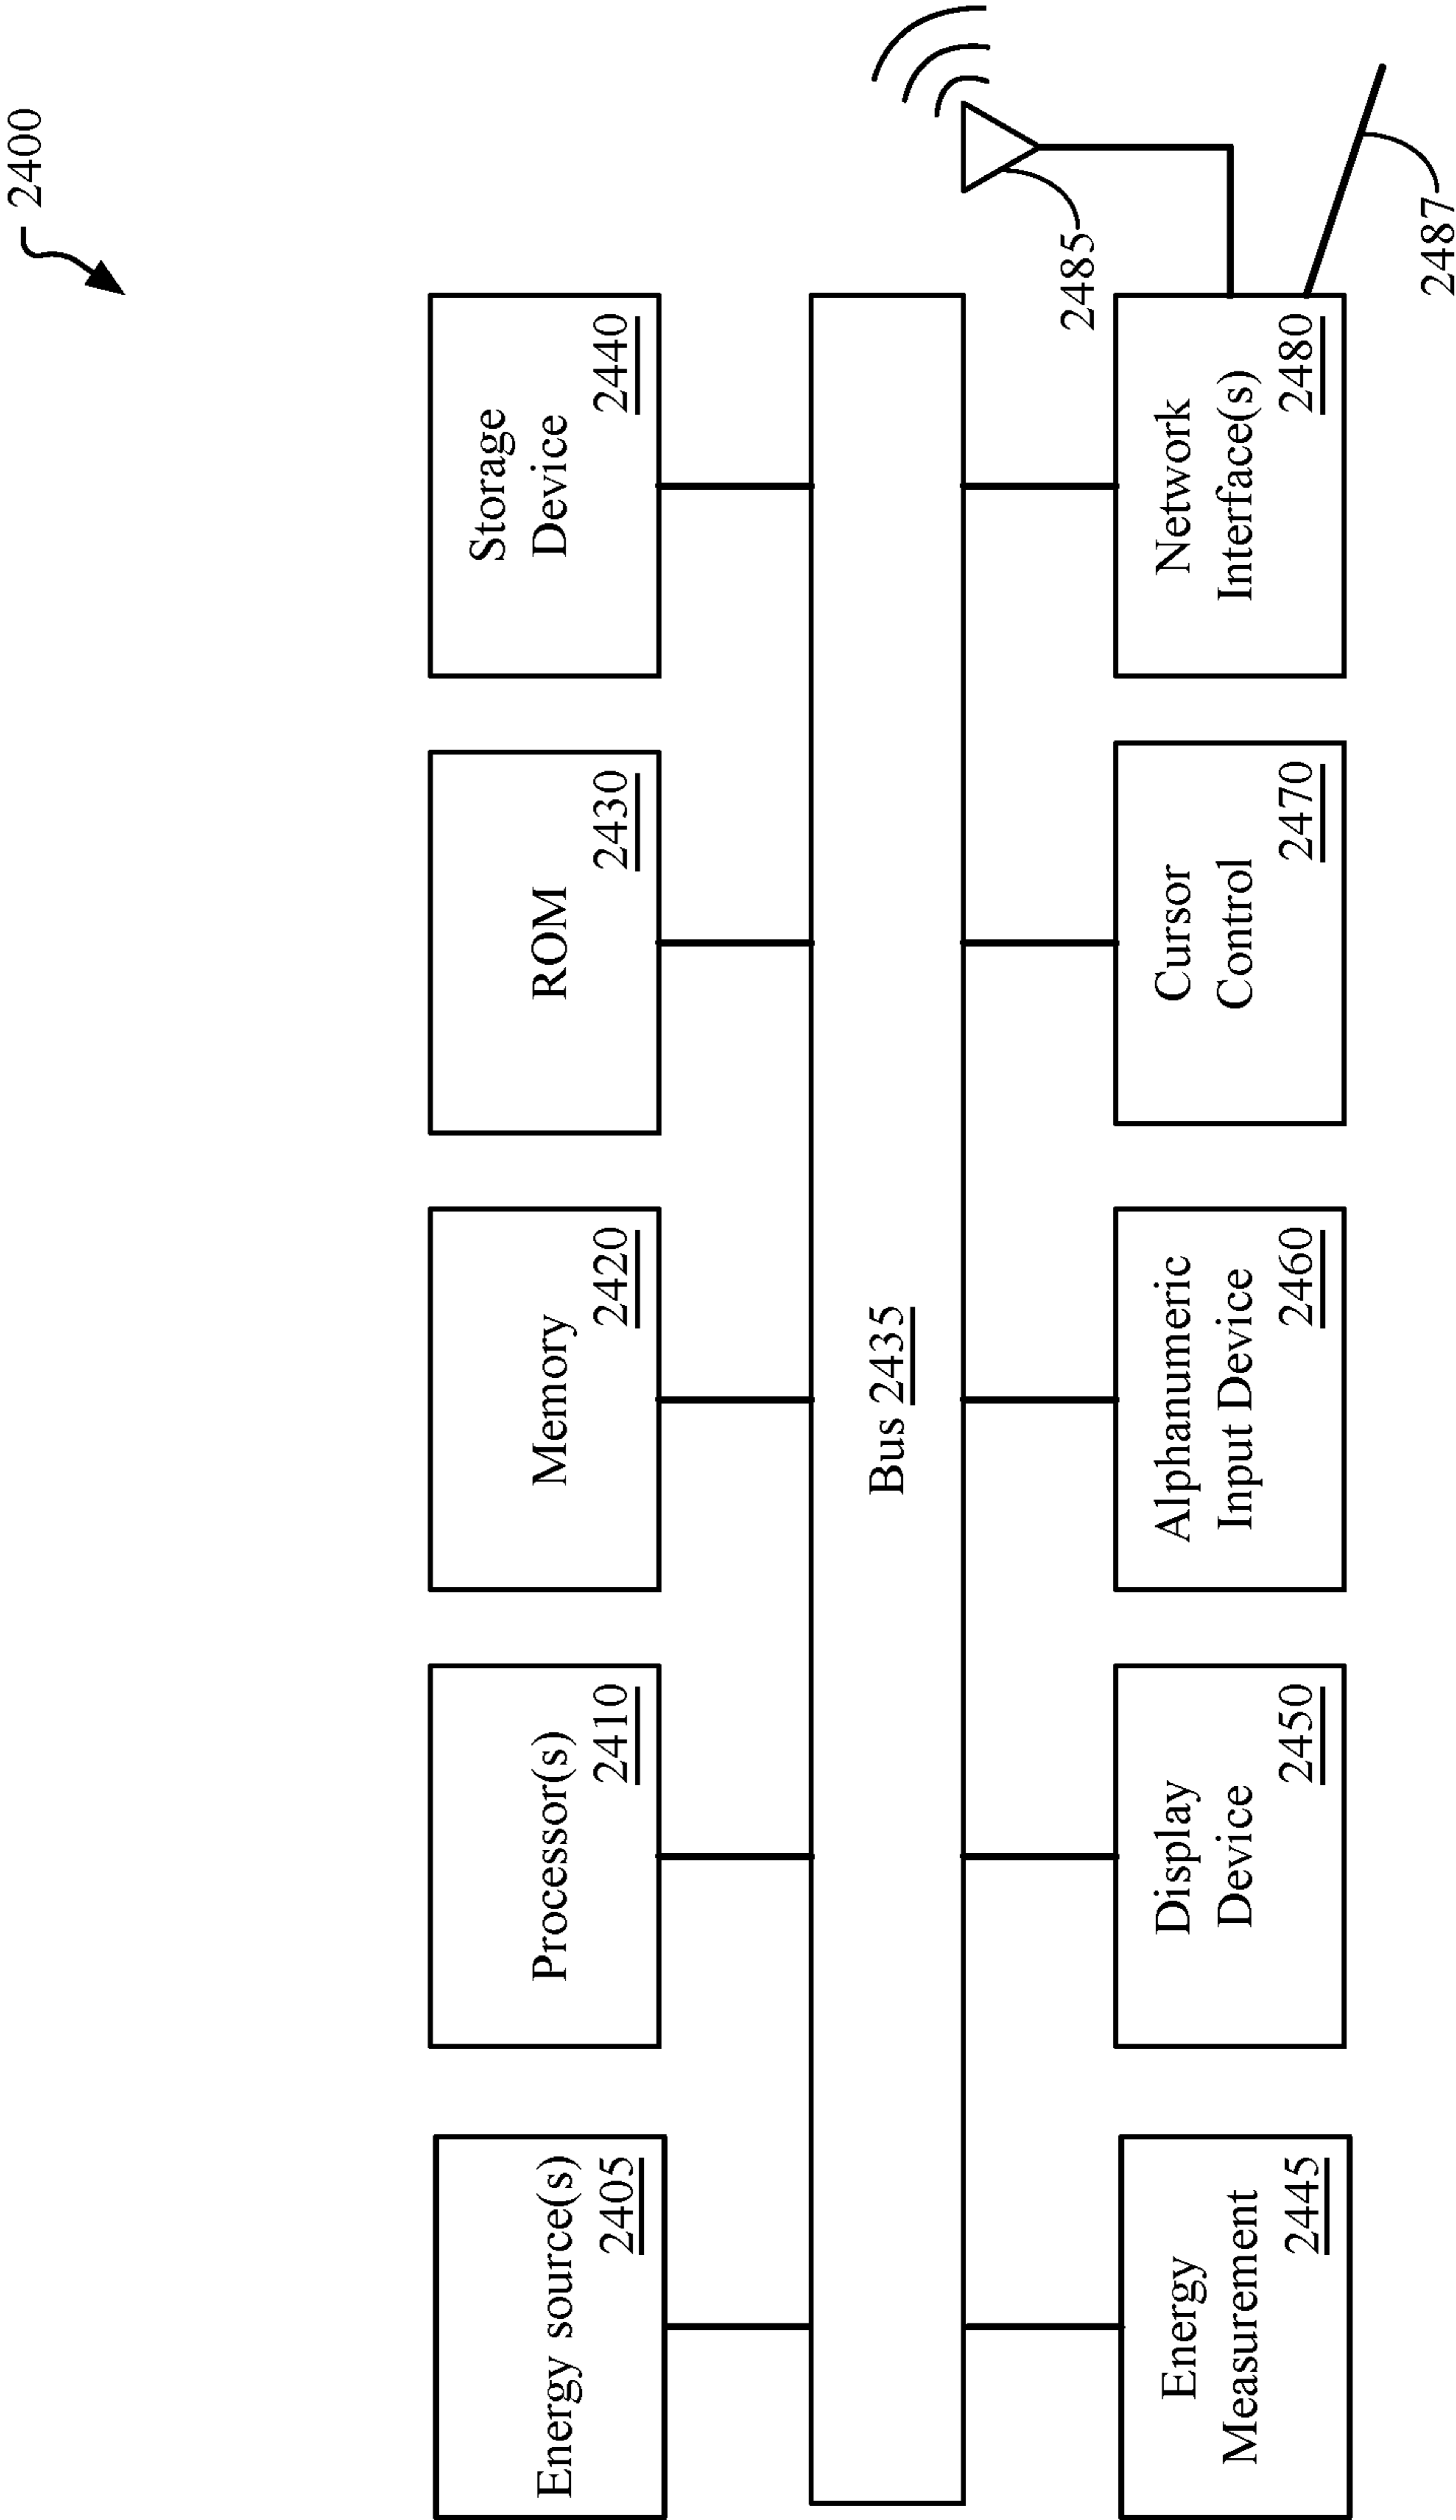 2400
Energy source(s)
2405
Processor(s)
2410
Memory
2420
ROM
2430
Storage
Device
2440
Bus 2435
2485
Energy
Measurement
2445
Display
Device
2450
Alphanumeric
Input Device
2460
Cursor
Control
2470
Network
Interface(s)
2480
2487